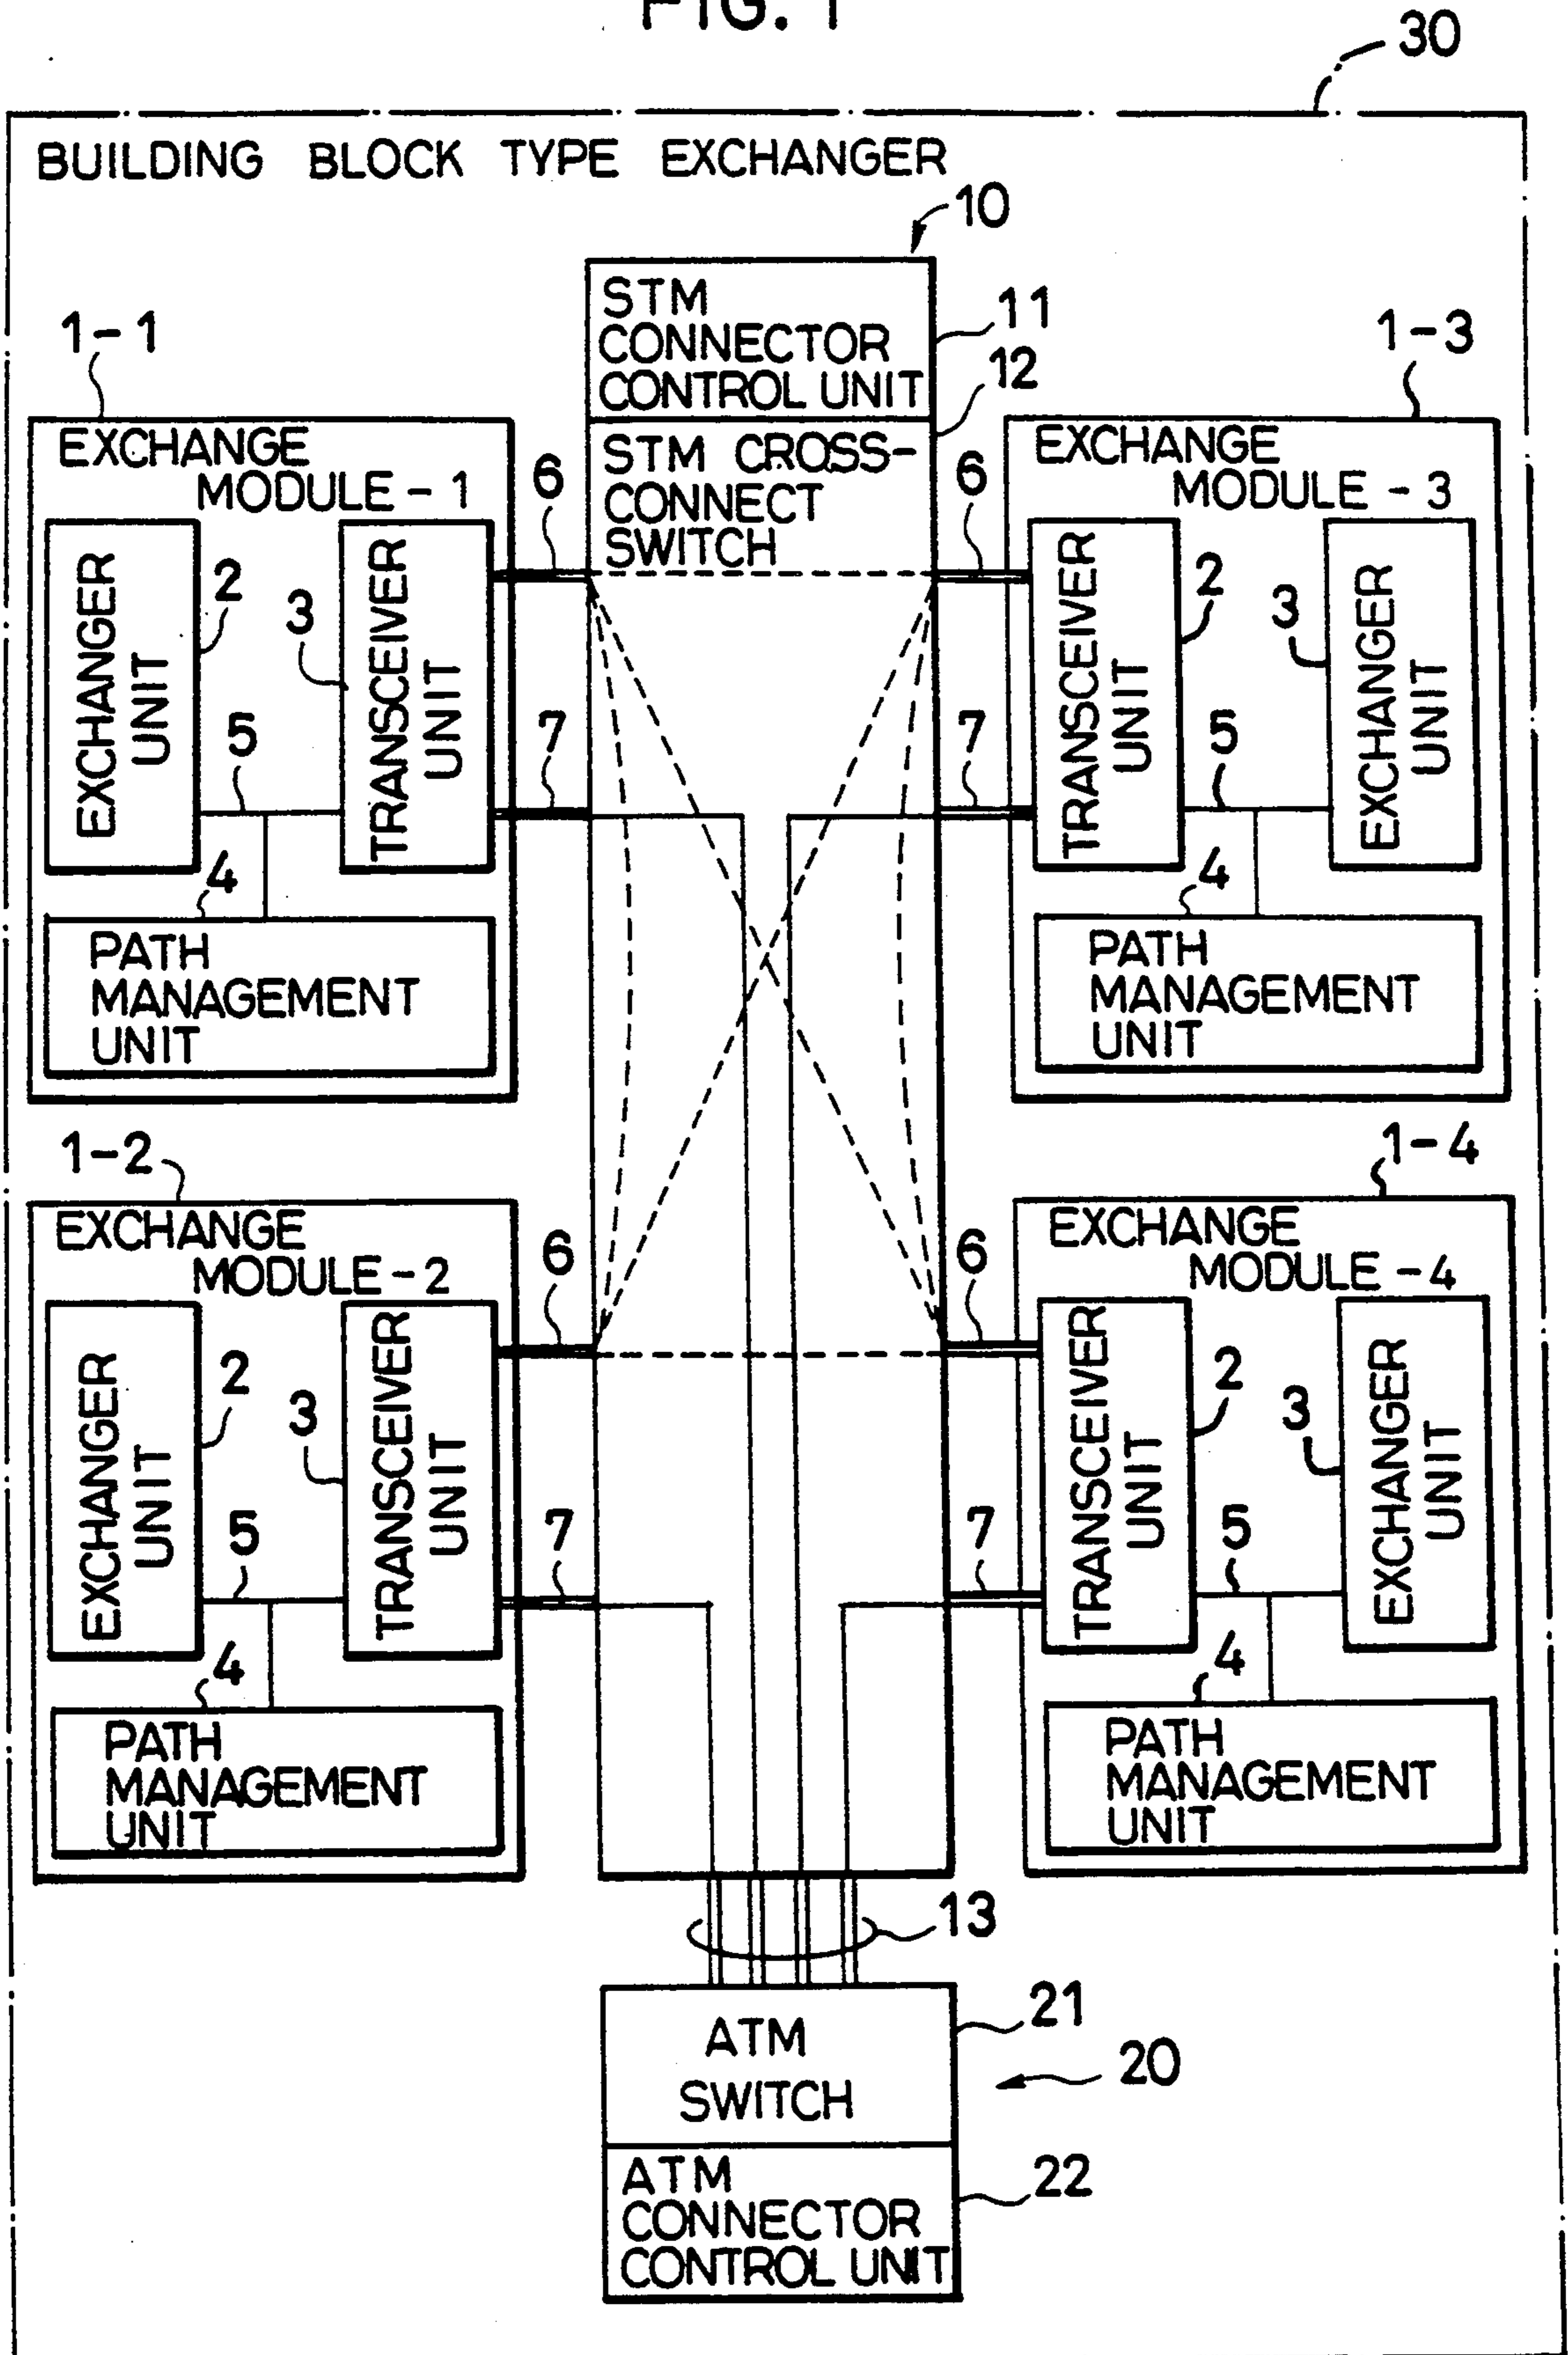 FIG. 1
30
BUILDING BLOCK TYPE EXCHANGER
10
STM
CONNECTOR
CONTROL UNIT
11
STM CROSS-
CONNECT
SWITCH
12
1-1
EXCHANGE
MODULE - 1
EXCHANGER
UNIT
2
3
TRANSCEIVER
UNIT
5
4
PATH
MANAGEMENT
UNIT
6
7
1-3
EXCHANGE
MODULE - 3
6
7
TRANSCEIVER
UNIT
2
3
EXCHANGER
UNIT
5
4
PATH
MANAGEMENT
UNIT
1-2
EXCHANGE
MODULE - 2
EXCHANGER
UNIT
2
3
TRANSCEIVER
UNIT
5
4
PATH
MANAGEMENT
UNIT
6
7
1-4
EXCHANGE
MODULE - 4
6
7
TRANSCEIVER
UNIT
2
3
EXCHANGER
UNIT
5
4
PATH
MANAGEMENT
UNIT
13
ATM
SWITCH
21
20
ATM
CONNECTOR
CONTROL UNIT
22